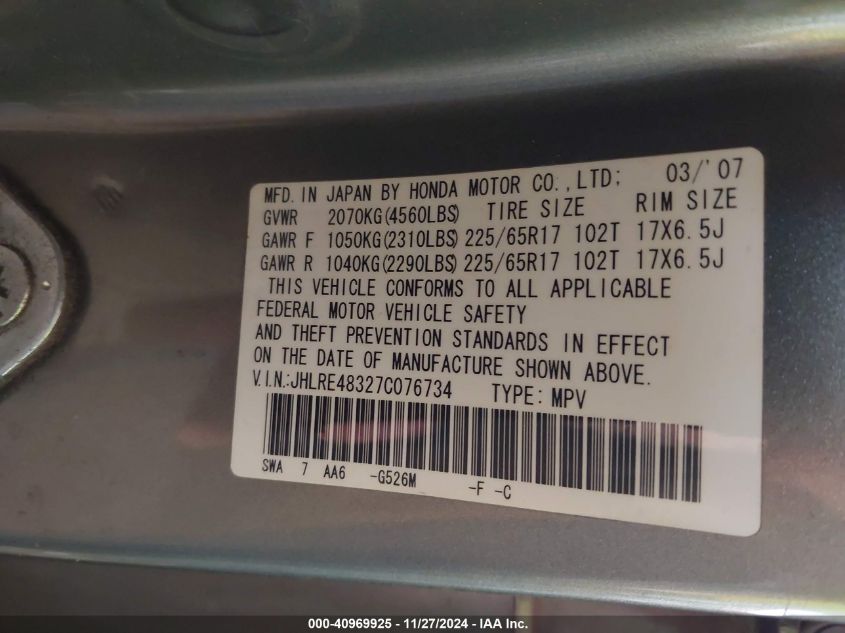 MFD. IN JAPAN BY HONDA MOTOR CO.,LTD; 03/'07
GVWR 2070KG(4560LBS) TIRE SIZE RIM SIZE
GAWR F 1050KG(2310LBS) 225/65R17 102T 17X6.5J
GAWR R 1040KG(2290LBS) 225/65R17 102T 17X6.5J
THIS VEHICLE CONFORMS TO ALL APPLICABLE
FEDERAL MOTOR VEHICLE SAFETY
AND THEFT PREVENTION STANDARDS IN EFFECT
ON THE DATE OF MANUFACTURE SHOWN ABOVE.
V.I.N.:JHLRE48327C076734 TYPE: MPV
SWA 7 AA6 -G526M -F -C
000-40969925 - 11/27/2024 - IAA Inc.